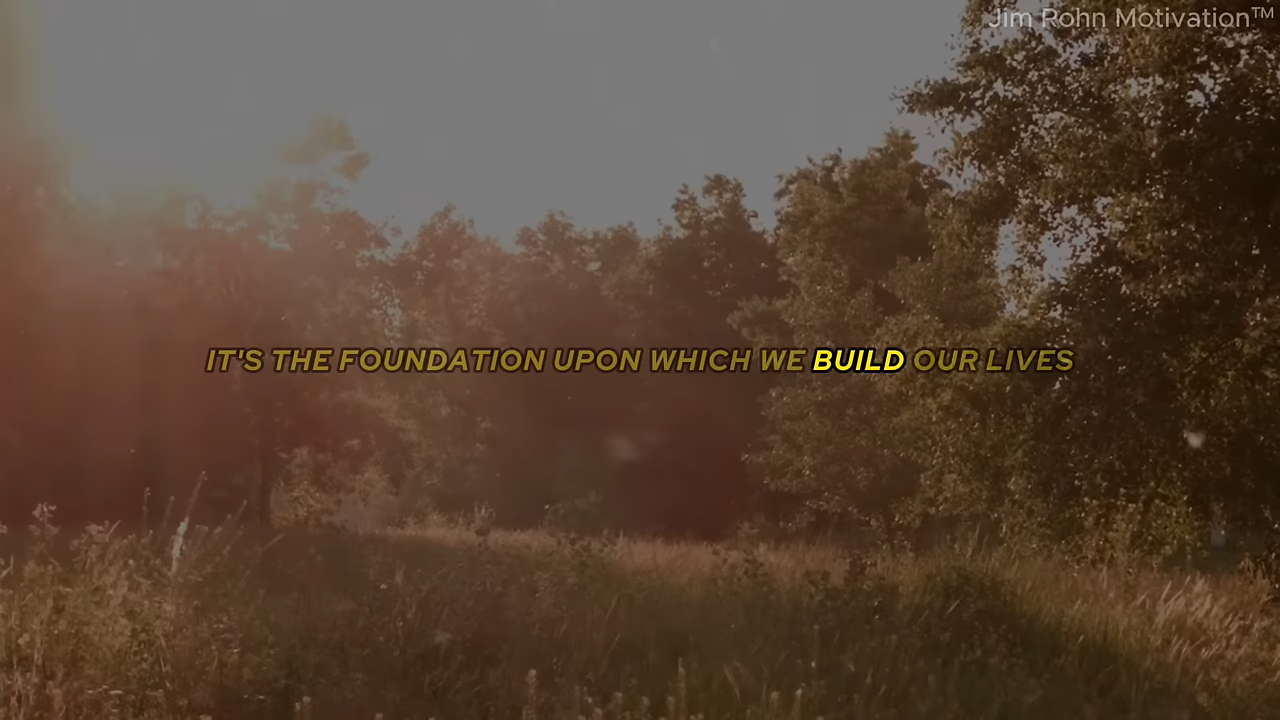 Jim Rohn Motivation™
IT'S THE FOUNDATION UPON WHICH WE BUILD OUR LIVES